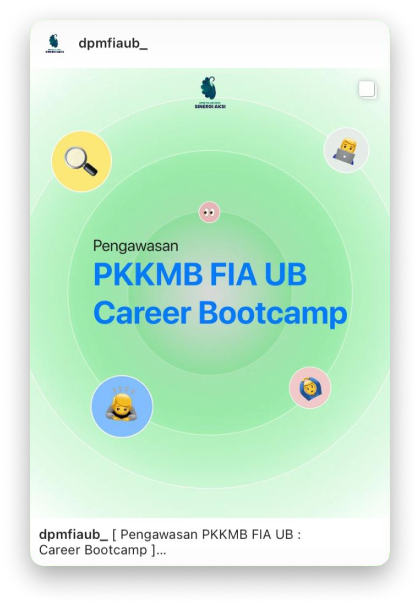 dpmfiaub_
SINERGI AKSI
Pengawasan
PKKMB FIA UB
Career Bootcamp
dpmfiaub_ [ Pengawasan PKKMB FIA UB :
Career Bootcamp ]...